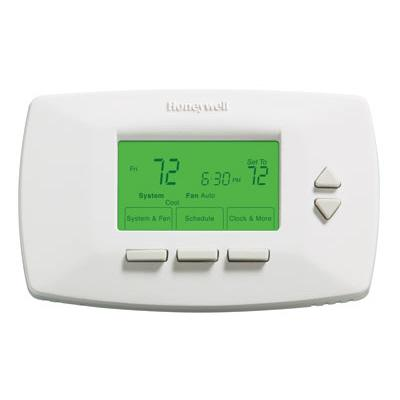 Honeywell
Fri 72 6:30 PM Set To 72
System Fan Auto
Cool
System & Fan Schedule Clock & More